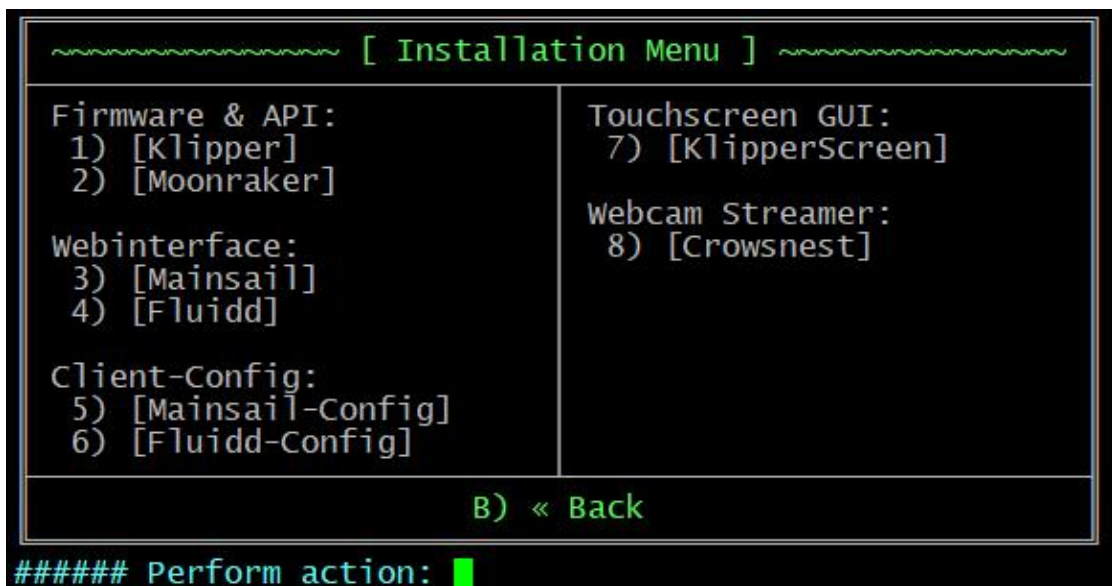 ~~~~~~~~~~~~~~~~ [ Installation Menu ] ~~~~~~~~~~~~~~~~
Firmware & API:
1) [Klipper]
2) [Moonraker]
Webinterface:
3) [Mainsail]
4) [Fluidd]
Client-Config:
5) [Mainsail-Config]
6) [Fluidd-Config]
Touchscreen GUI:
7) [KlipperScreen]
Webcam Streamer:
8) [Crowsnest]
B) « Back
###### Perform action: